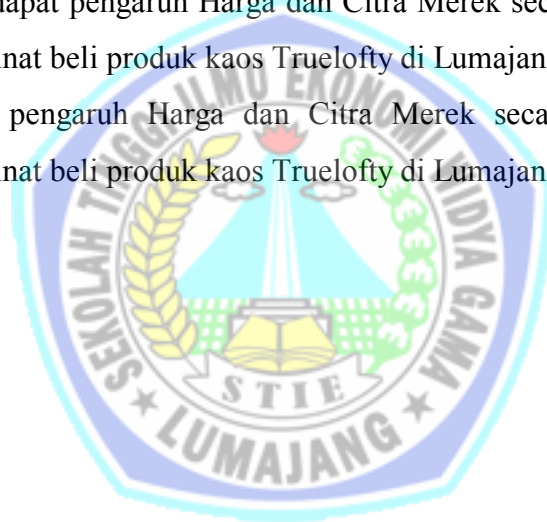 dapat pengaruh Harga dan Citra Merek sec
nat beli produk kaos Truelofty di Lumajan
pengaruh Harga dan Citra Merek seca
nat beli produk kaos Truelofty di Lumajan
SEKOLAH TINGGI ILMU EKONOMI WIDYA GAMA
STIE
LUMAJANG